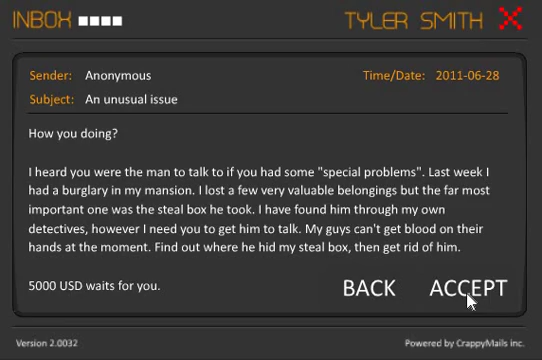 INBOX TYLER SMITH
Sender: Anonymous Time/Date: 2011-06-28
Subject: An unusual issue
How you doing?
I heard you were the man to talk to if you had some "special problems". Last week I
had a burglary in my mansion. I lost a few very valuable belongings but the far most
important one was the steal box he took. I have found him through my own
detectives, however I need you to get him to talk. My guys can't get blood on their
hands at the moment. Find out where he hid my steal box, then get rid of him.
5000 USD waits for you.
BACK ACCEPT
Version 2.0032 Powered by CrappyMails inc.